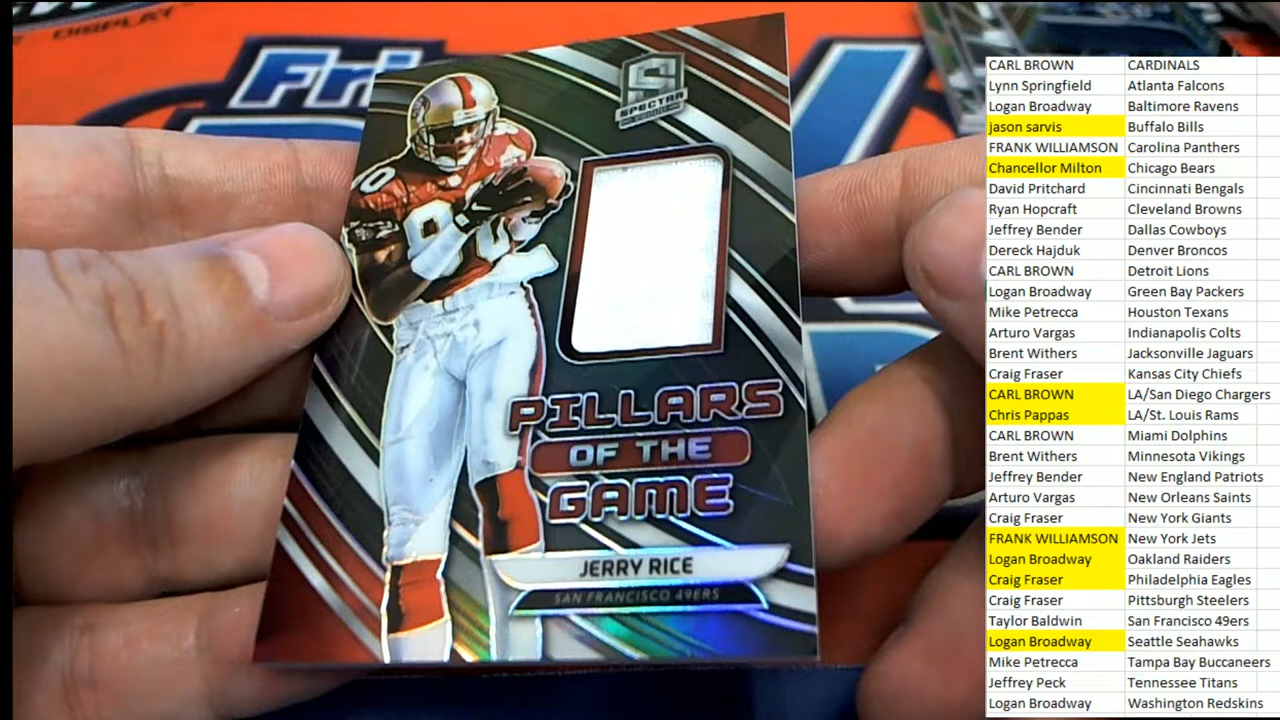 DISPLAY
Fri
SPECTRA
80
PILLARS
OF THE
GAME
JERRY RICE
SAN FRANCISCO 49ERS
CARL BROWN CARDINALS
Lynn Springfield Atlanta Falcons
Logan Broadway Baltimore Ravens
jason sarvis Buffalo Bills
FRANK WILLIAMSON Carolina Panthers
Chancellor Milton Chicago Bears
David Pritchard Cincinnati Bengals
Ryan Hopcraft Cleveland Browns
Jeffrey Bender Dallas Cowboys
Dereck Hajduk Denver Broncos
CARL BROWN Detroit Lions
Logan Broadway Green Bay Packers
Mike Petrecca Houston Texans
Arturo Vargas Indianapolis Colts
Brent Withers Jacksonville Jaguars
Craig Fraser Kansas City Chiefs
CARL BROWN LA/San Diego Chargers
Chris Pappas LA/St. Louis Rams
CARL BROWN Miami Dolphins
Brent Withers Minnesota Vikings
Jeffrey Bender New England Patriots
Arturo Vargas New Orleans Saints
Craig Fraser New York Giants
FRANK WILLIAMSON New York Jets
Logan Broadway Oakland Raiders
Craig Fraser Philadelphia Eagles
Craig Fraser Pittsburgh Steelers
Taylor Baldwin San Francisco 49ers
Logan Broadway Seattle Seahawks
Mike Petrecca Tampa Bay Buccaneers
Jeffrey Peck Tennessee Titans
Logan Broadway Washington Redskins